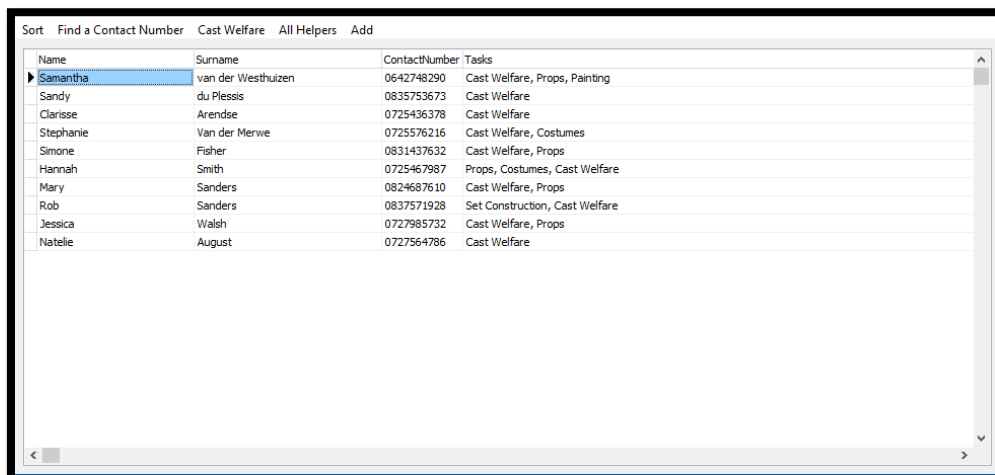 Sort Find a Contact Number Cast Welfare All Helpers Add
Name Surname ContactNumber Tasks
Samantha van der Westhuizen 0642748290 Cast Welfare, Props, Painting
Sandy du Plessis 0835753673 Cast Welfare
Clarisse Arendse 0725436378 Cast Welfare
Stephanie Van der Merwe 0725576216 Cast Welfare, Costumes
Simone Fisher 0831437632 Cast Welfare, Props
Hannah Smith 0725467987 Props, Costumes, Cast Welfare
Mary Sanders 0824687610 Cast Welfare, Props
Rob Sanders 0837571928 Set Construction, Cast Welfare
Jessica Walsh 0727985732 Cast Welfare, Props
Natelie August 0727564786 Cast Welfare